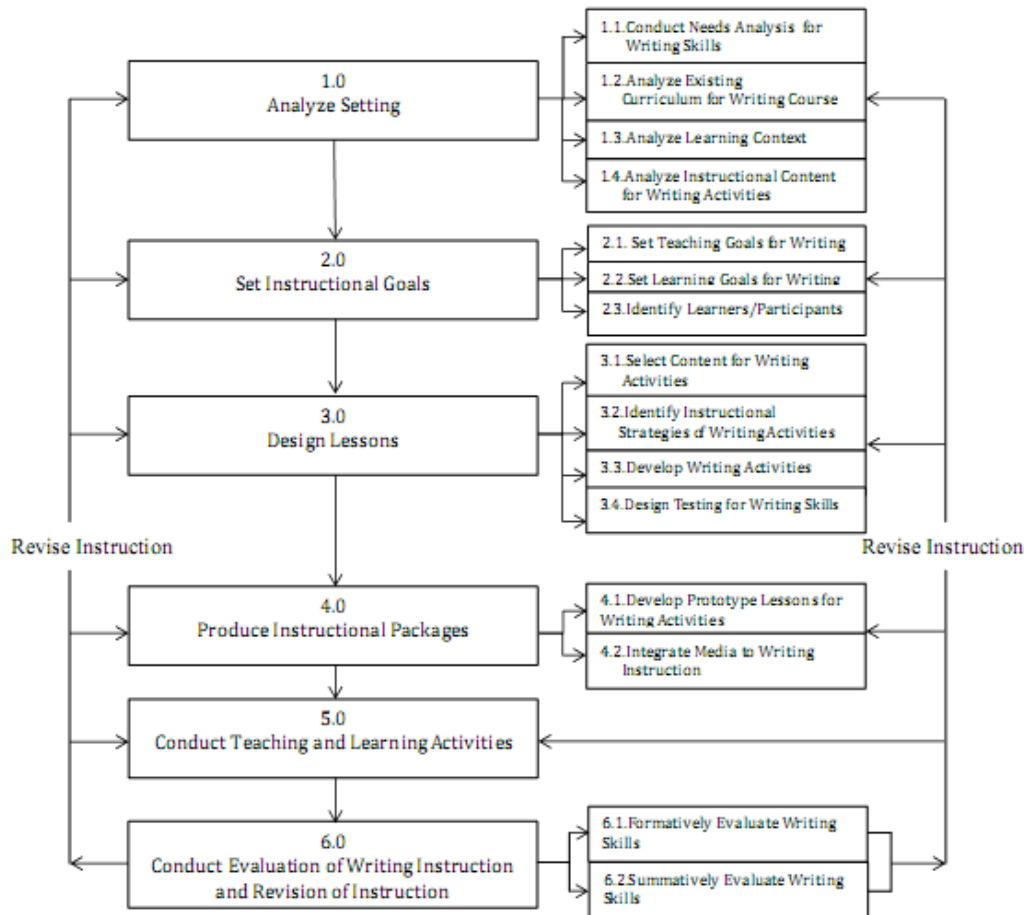 1.0
Analyze Setting
1.1.Conduct Needs Analysis for
Writing Skills
1.2.Analyze Existing
Curriculum for Writing Course
1.3.Analyze Learning Context
1.4.Analyze Instructional Content
for Writing Activities
2.0
Set Instructional Goals
2.1. Set Teaching Goals for Writing
2.2.Set Learning Goals for Writing
2.3.Identify Learners/Participants
3.0
Design Lessons
3.1.Select Content for Writing
Activities
3.2.Identify Instructional
Strategies of Writing Activities
3.3.Develop Writing Activities
3.4.Design Testing for Writing Skills
Revise Instruction
Revise Instruction
4.0
Produce Instructional Packages
4.1.Develop Prototype Lessons for
Writing Activities
4.2.Integrate Media to Writing
Instruction
5.0
Conduct Teaching and Learning Activities
6.0
Conduct Evaluation of Writing Instruction
and Revision of Instruction
6.1.Formatively Evaluate Writing
Skills
6.2.Summatively Evaluate Writing
Skills